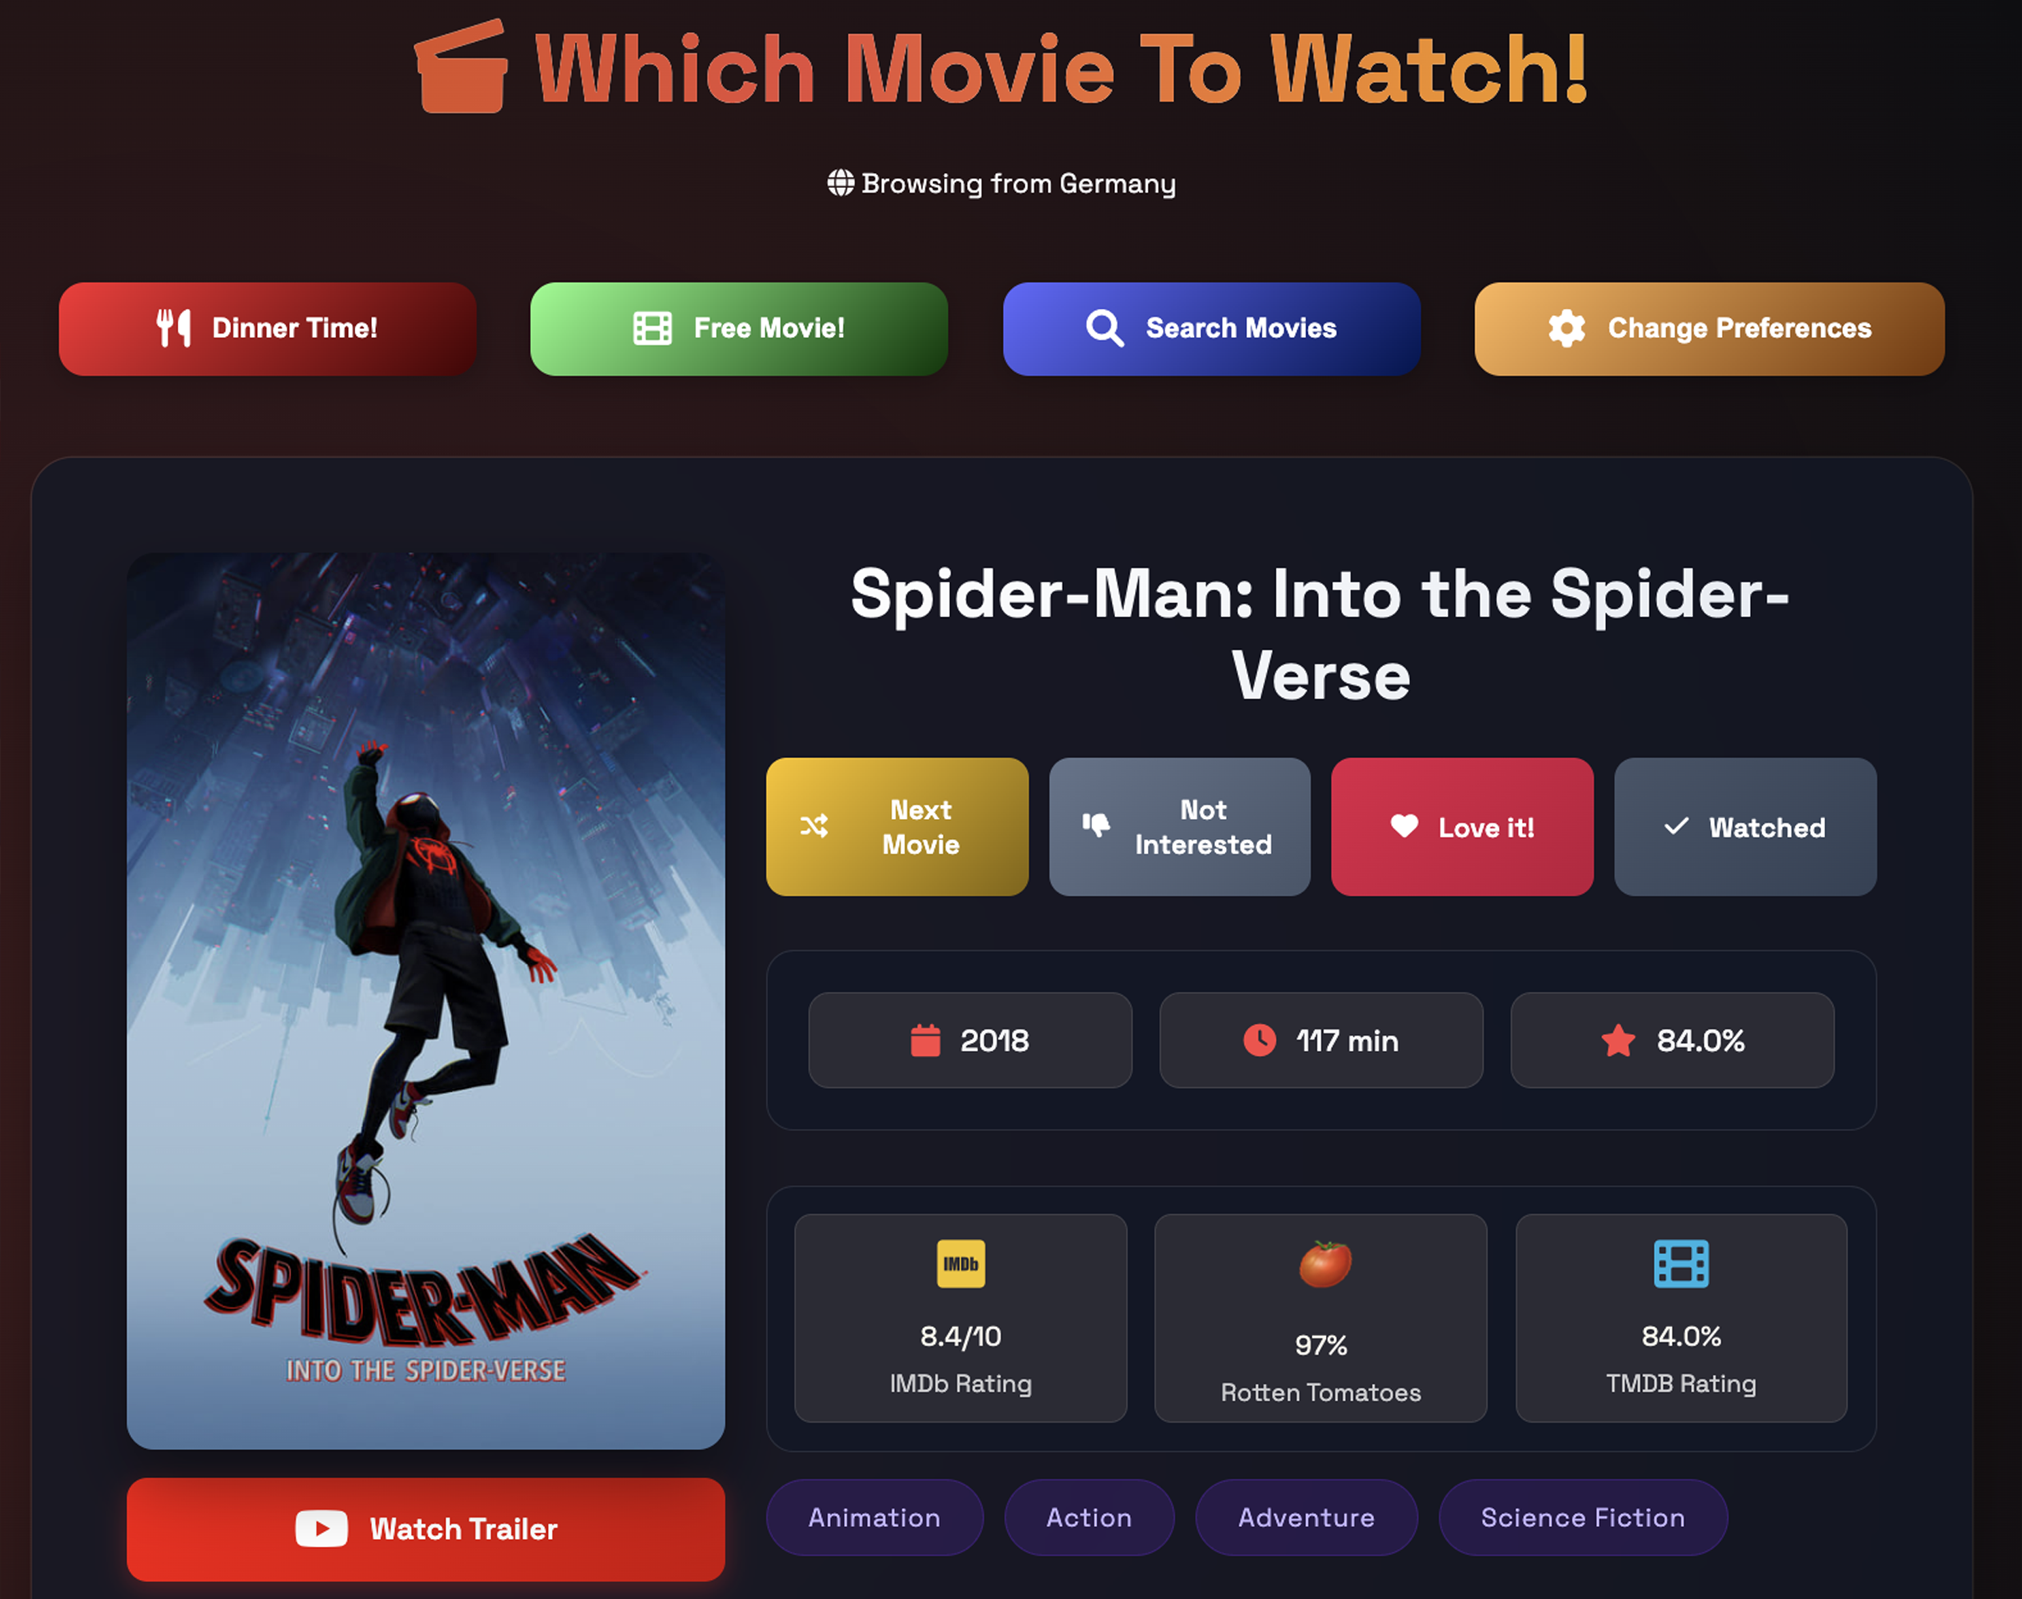 Which Movie To Watch!
Browsing from Germany
Dinner Time!
Free Movie!
Search Movies
Change Preferences
Spider-Man: Into the Spider-
Verse
Next
Movie
Not
Interested
Love it!
Watched
2018
117 min
84.0%
IMDb
8.4/10
IMDb Rating
97%
Rotten Tomatoes
84.0%
TMDB Rating
SPIDER-MAN
INTO THE SPIDER-VERSE
Watch Trailer
Animation
Action
Adventure
Science Fiction